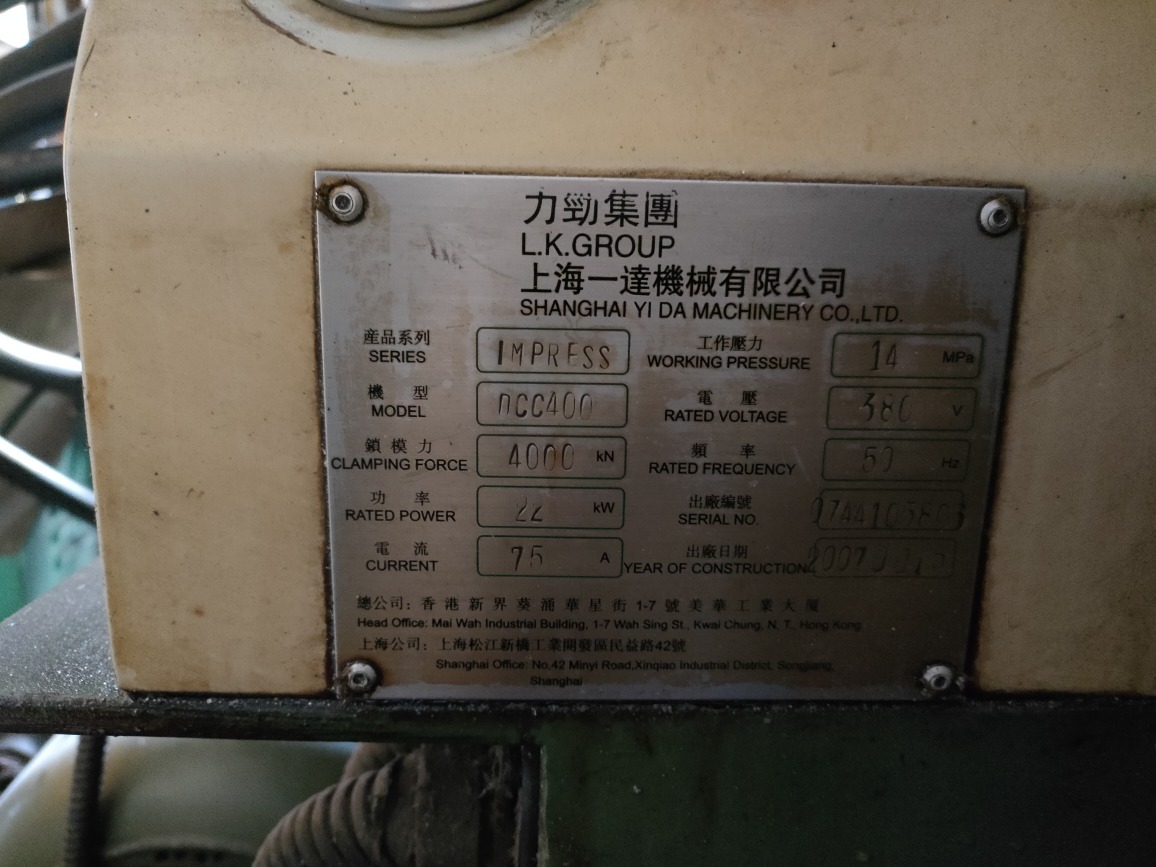 力勁集團
L.K.GROUP
上海一達機械有限公司
SHANGHAI YI DA MACHINERY CO.,LTD.
産品系列 IMPRESS 工作壓力 14 MPa
SERIES WORKING PRESSURE
機型 DCC400 電壓 380 V
MODEL RATED VOLTAGE
鎖模力 4000 kN 頻率 50 Hz
CLAMPING FORCE RATED FREQUENCY
功率 22 kW 出廠編號
RATED POWER SERIAL NO.
電流 75 A 出廠日期
CURRENT YEAR OF CONSTRUCTION
總公司: 香港新界葵涌華星街1-7號美華工業大廈
Head Office: Mai Wah Industrial Building, 1-7 Wah Sing St., Kwai Chung, N. T., Hong Kong
上海公司: 上海松江新橋工業開發區民益路42號
Shanghai Office: No,42 Minyi Road,Xinqiao Industrial District, Songjiang,
Shanghai